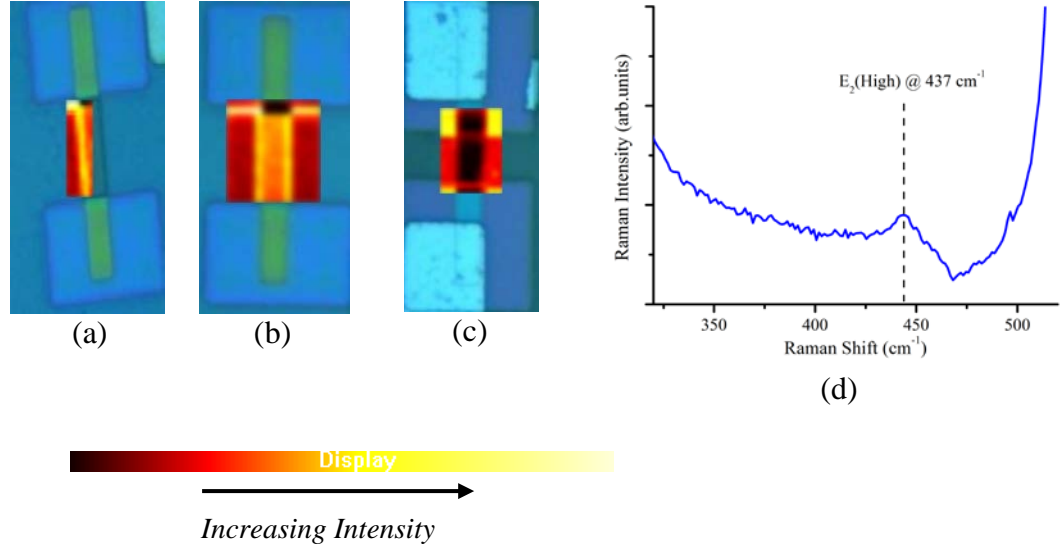 (a)
(b)
(c)
Raman Intensity (arb.units)
E₂(High) @ 437 cm⁻¹
350
400
450
500
Raman Shift (cm⁻¹)
(d)
Display
Increasing Intensity